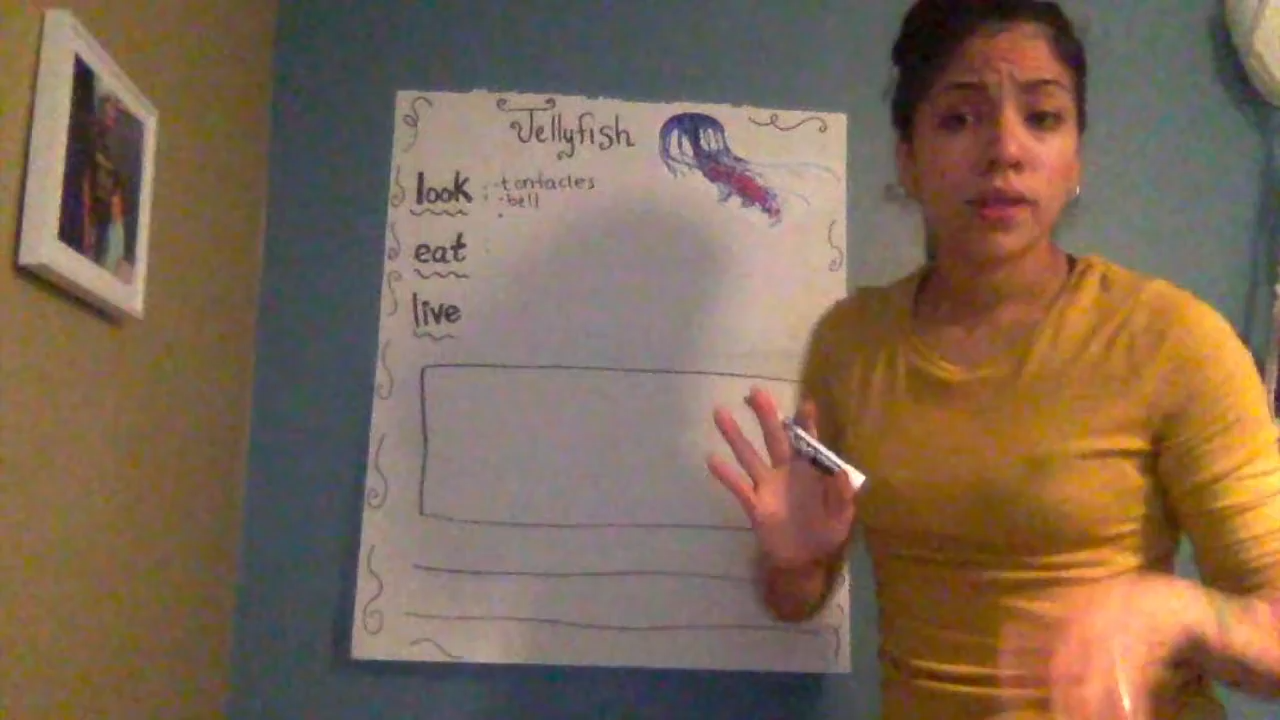 Jellyfish
look : -tentacles
-bell
eat :
live